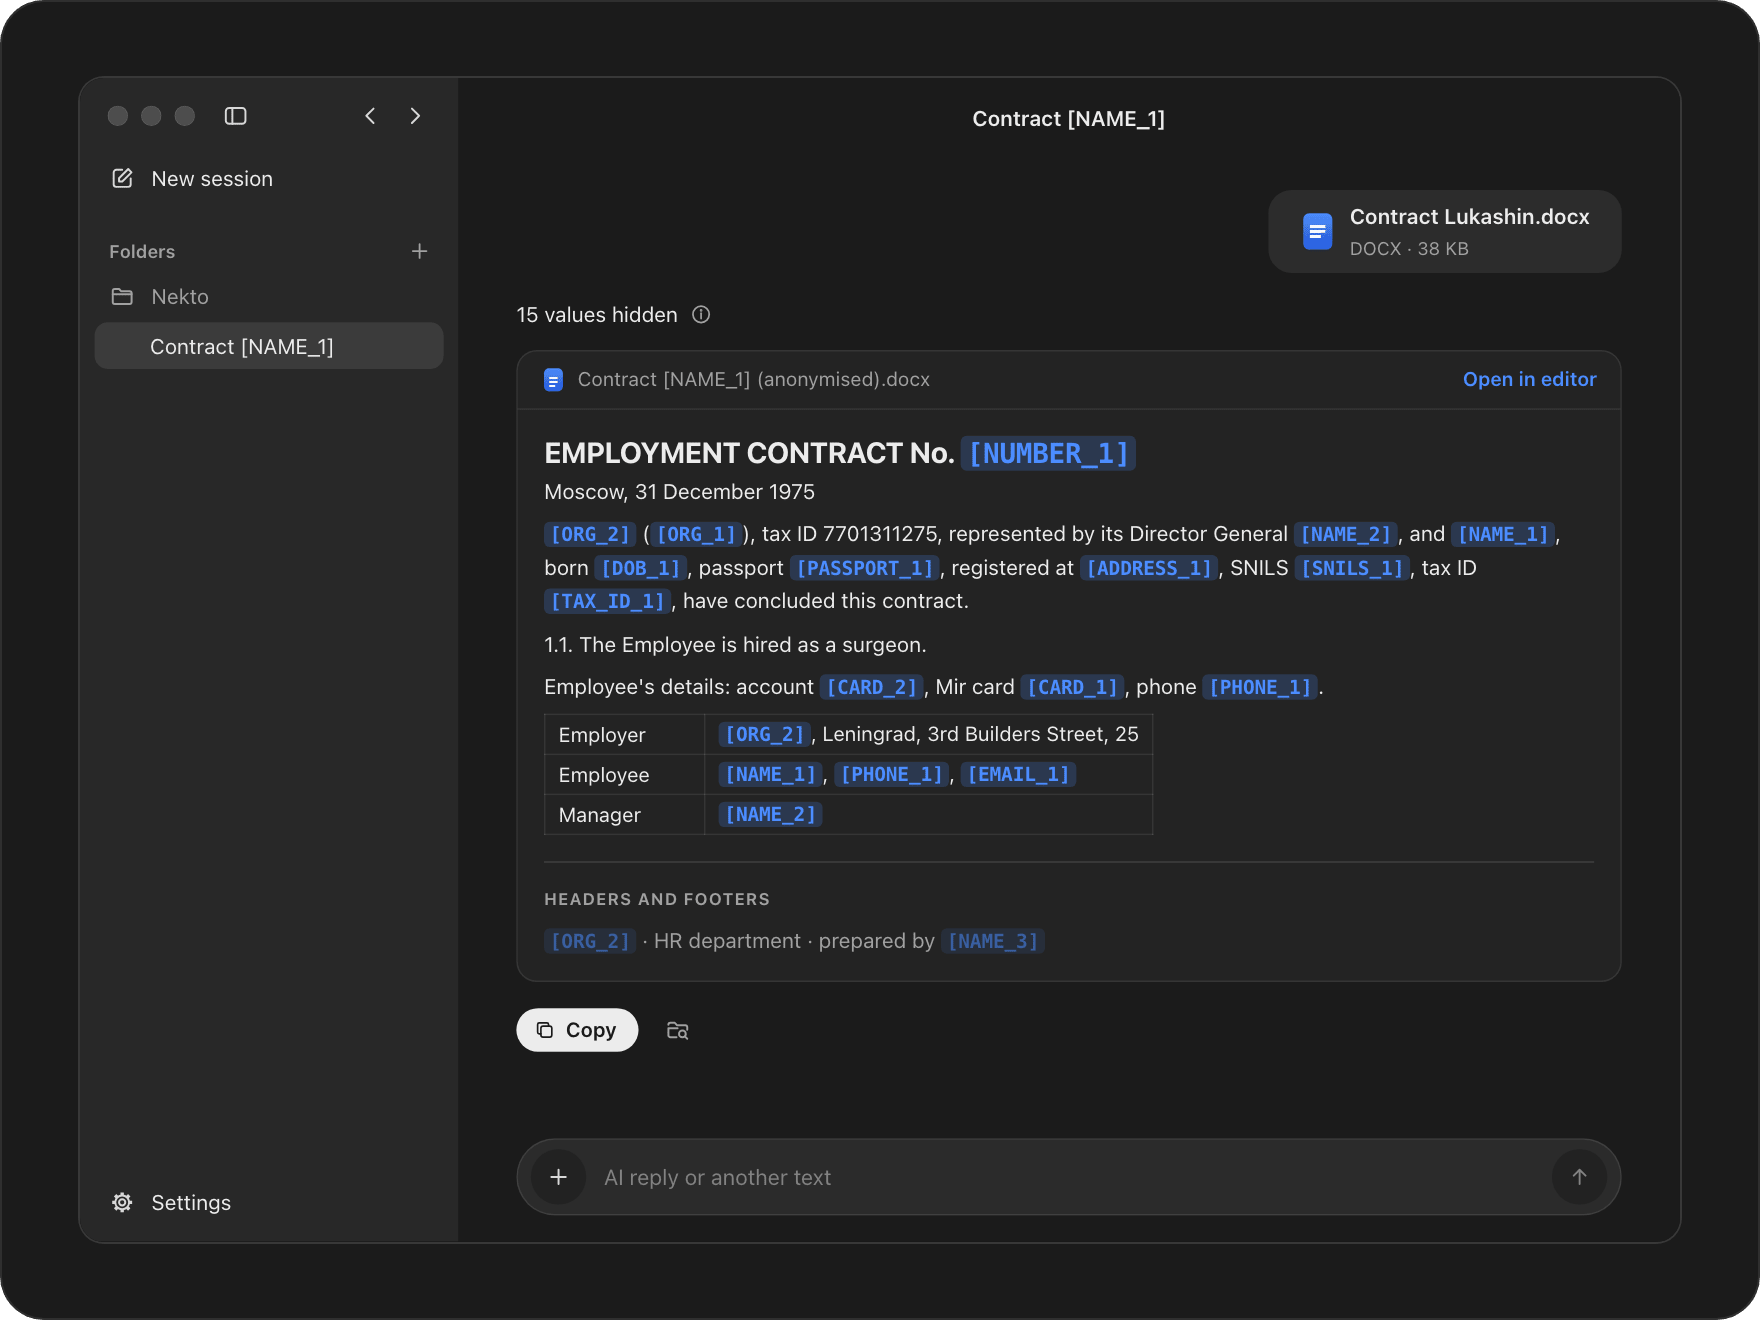 Contract [NAME_1]
New session
Folders
Nekto
Contract [NAME_1]
Settings
Contract Lukashin.docx
DOCX · 38 KB
15 values hidden
Contract [NAME_1] (anonymised).docx
Open in editor
EMPLOYMENT CONTRACT No. [NUMBER_1]
Moscow, 31 December 1975
[ORG_2] ([ORG_1]), tax ID 7701311275, represented by its Director General [NAME_2], and [NAME_1],
born [DOB_1], passport [PASSPORT_1], registered at [ADDRESS_1], SNILS [SNILS_1], tax ID
[TAX_ID_1], have concluded this contract.
1.1. The Employee is hired as a surgeon.
Employee's details: account [CARD_2], Mir card [CARD_1], phone [PHONE_1].
Employer [ORG_2], Leningrad, 3rd Builders Street, 25
Employee [NAME_1], [PHONE_1], [EMAIL_1]
Manager [NAME_2]
HEADERS AND FOOTERS
[ORG_2] · HR department · prepared by [NAME_3]
Copy
AI reply or another text